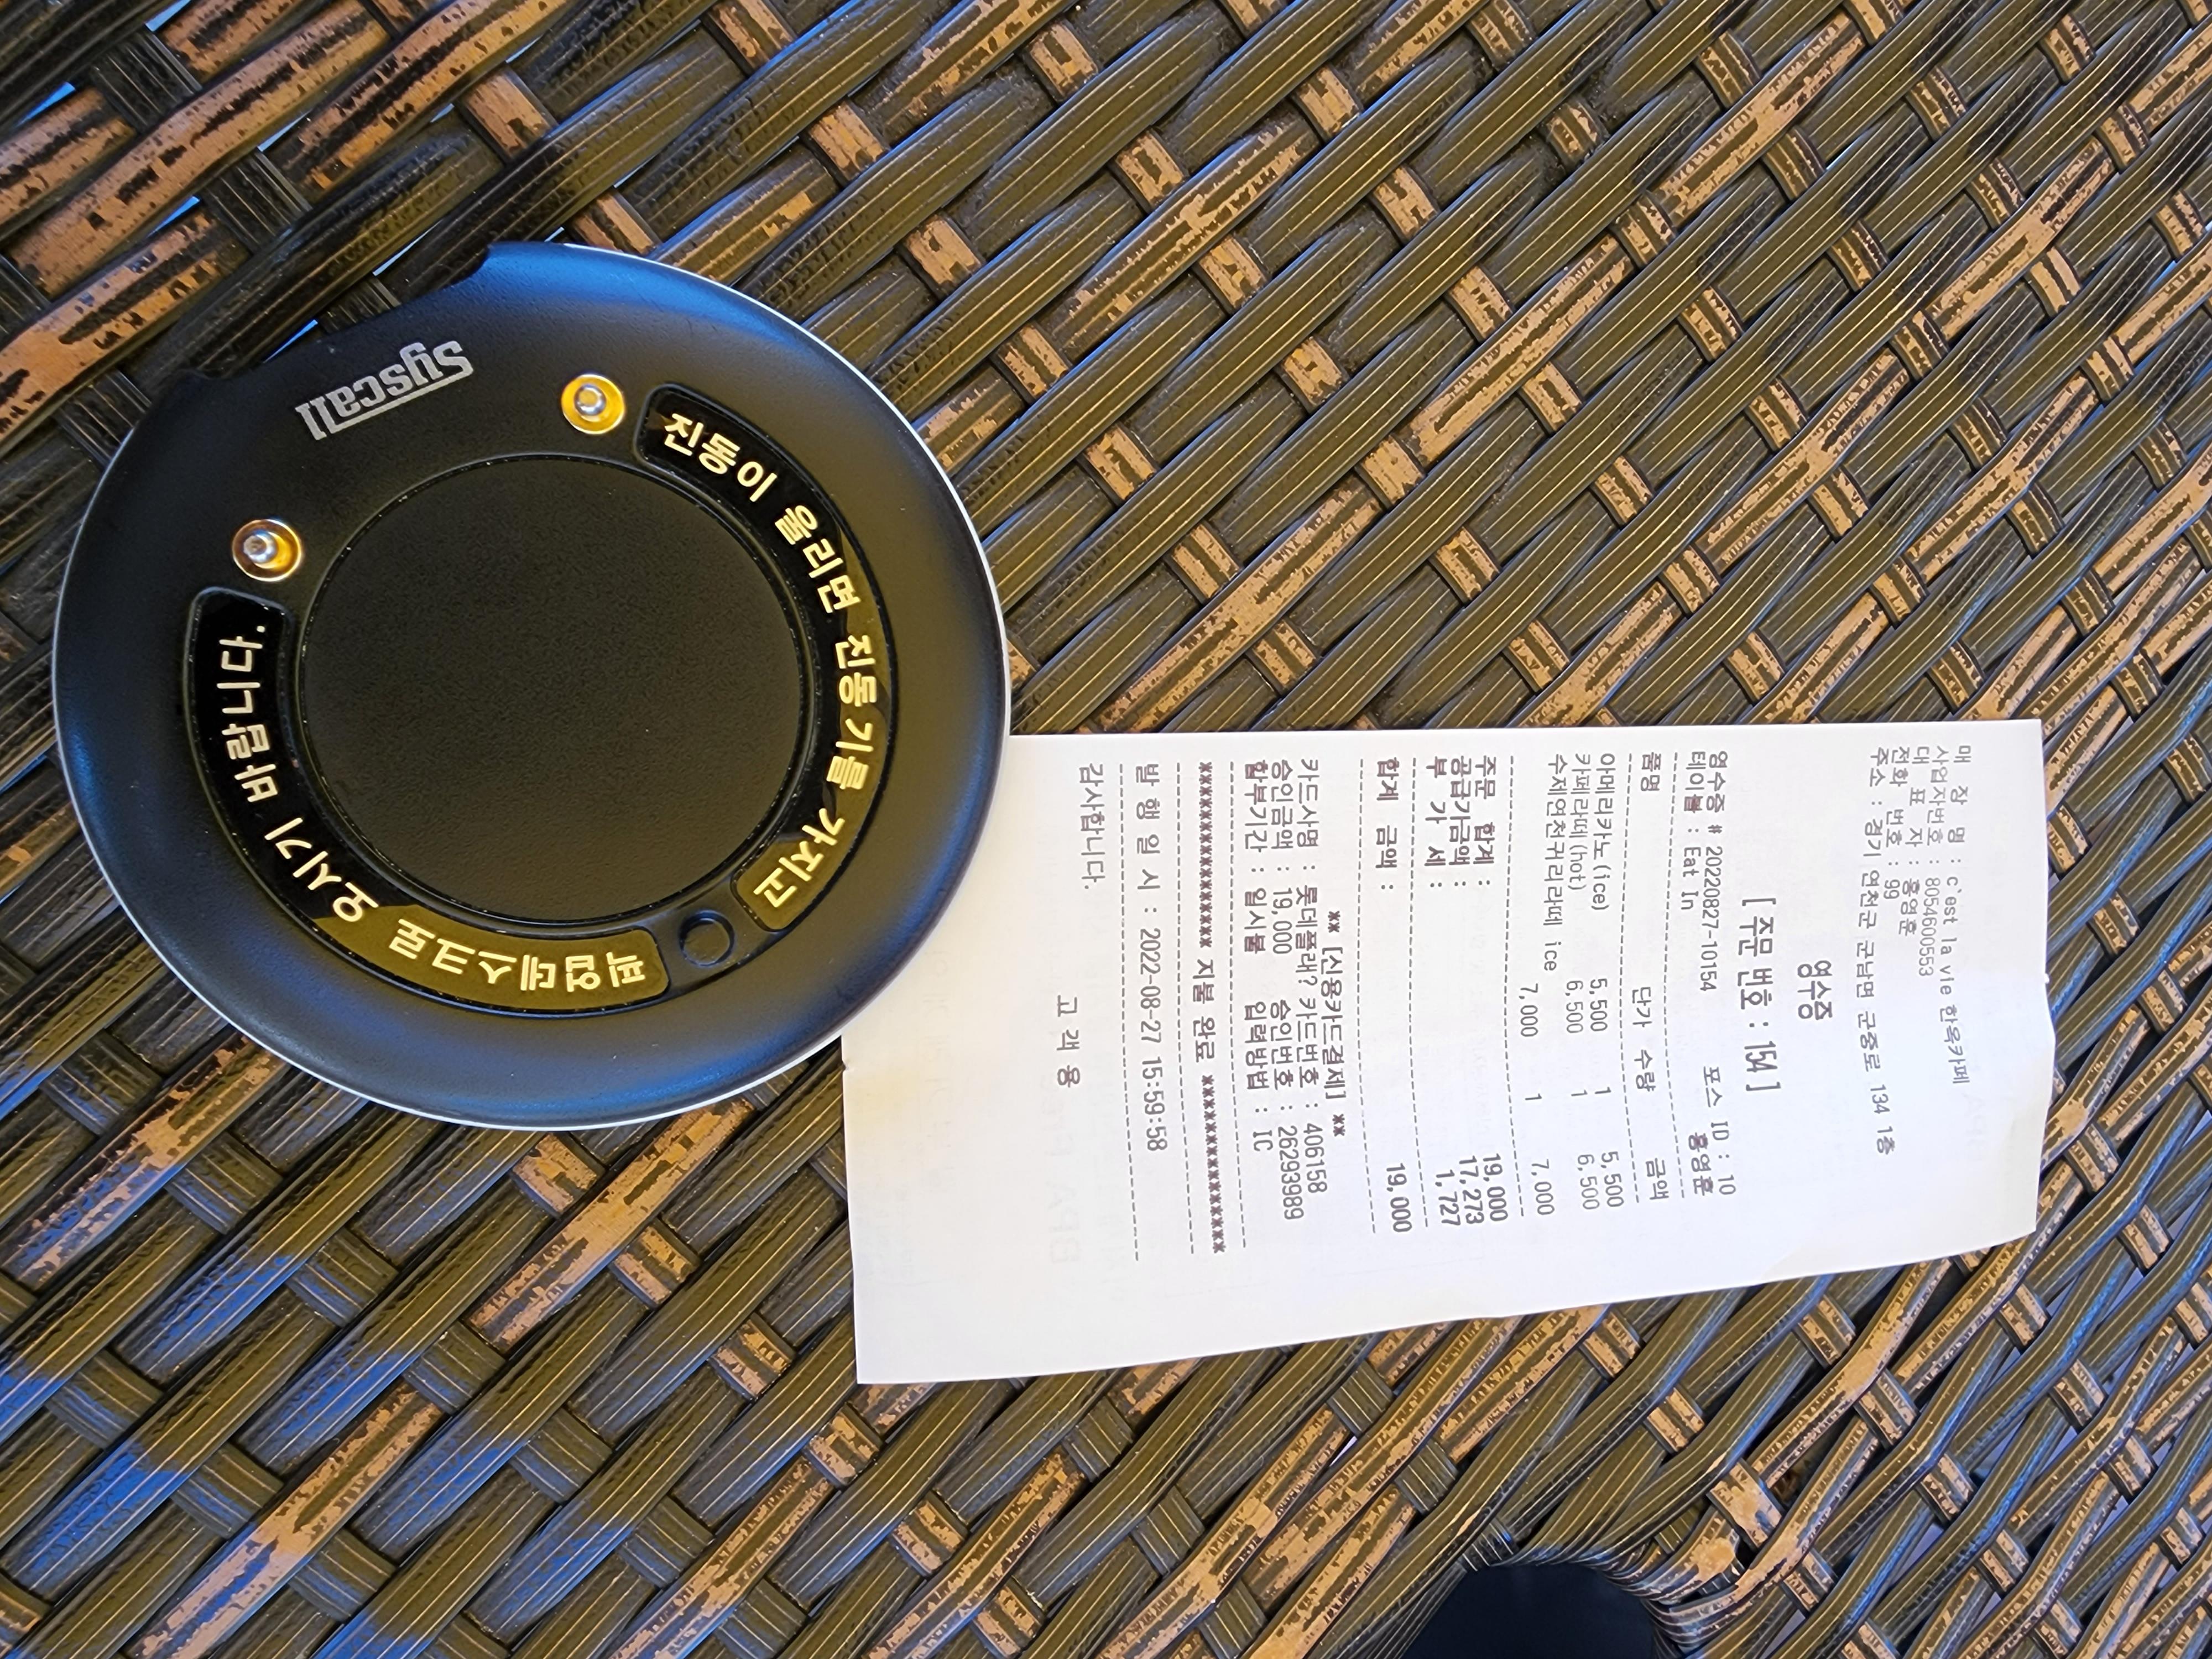 Syscall
진동이 울리면 진동기를 가지고
픽업데스크로 오시기 바랍니다.
매 장 명 : c'est la vie 한옥카페
사업자번호 : 8054600553
대 표 자 : 홍영훈
전화 번호 : 99
주소 : 경기 연천군 군남면 군중로 134 1층
영수증
[ 주문 번호 : 154 ]
영수증 # 20220827-10154 포스 ID : 10
테이블 : Eat In 홍영훈
품명 단가 수량 금액
아메리카노(ice) 5,500 1 5,500
카페라떼(hot) 6,500 1 6,500
수제연천귀리라떼 ice
7,000 1 7,000
주문 합계 : 19,000
공급가금액 : 17,273
부 가 세 : 1,727
합계 금액 : 19,000
** [신용카드결제] **
카드사명 : 롯데플래? 카드번호 : 406158
승인금액 : 19,000 승인번호 : 26293989
할부기간 : 일시불 입력방법 : IC
***************** 지불 완료 *****************
발 행 일 시 : 2022-08-27 15:59:58
감사합니다.
고 객 용